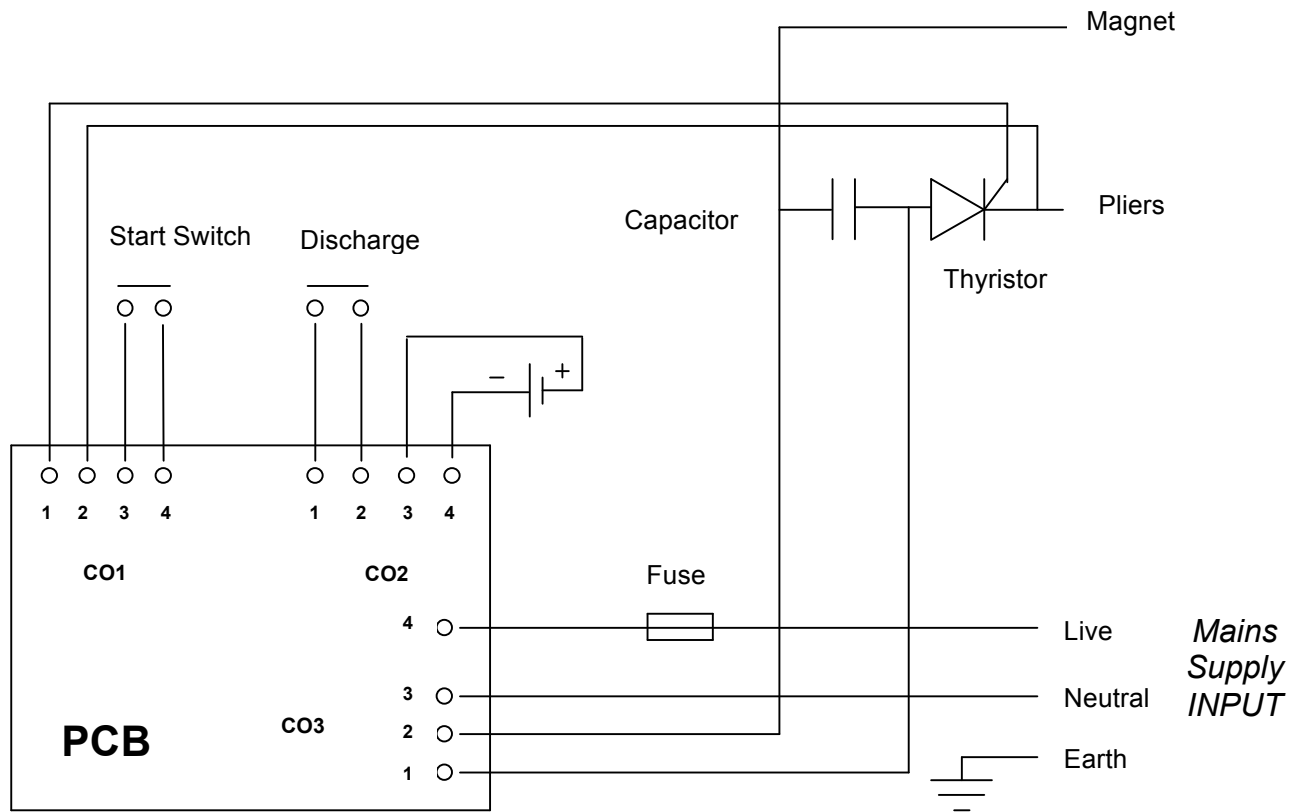 Magnet
Capacitor
Pliers
Start Switch
Discharge
Thyristor
– +
1 2 3 4
1 2 3 4
CO1
CO2
Fuse
4
Live
Mains
Supply
INPUT
3
Neutral
CO3
2
PCB
1
Earth